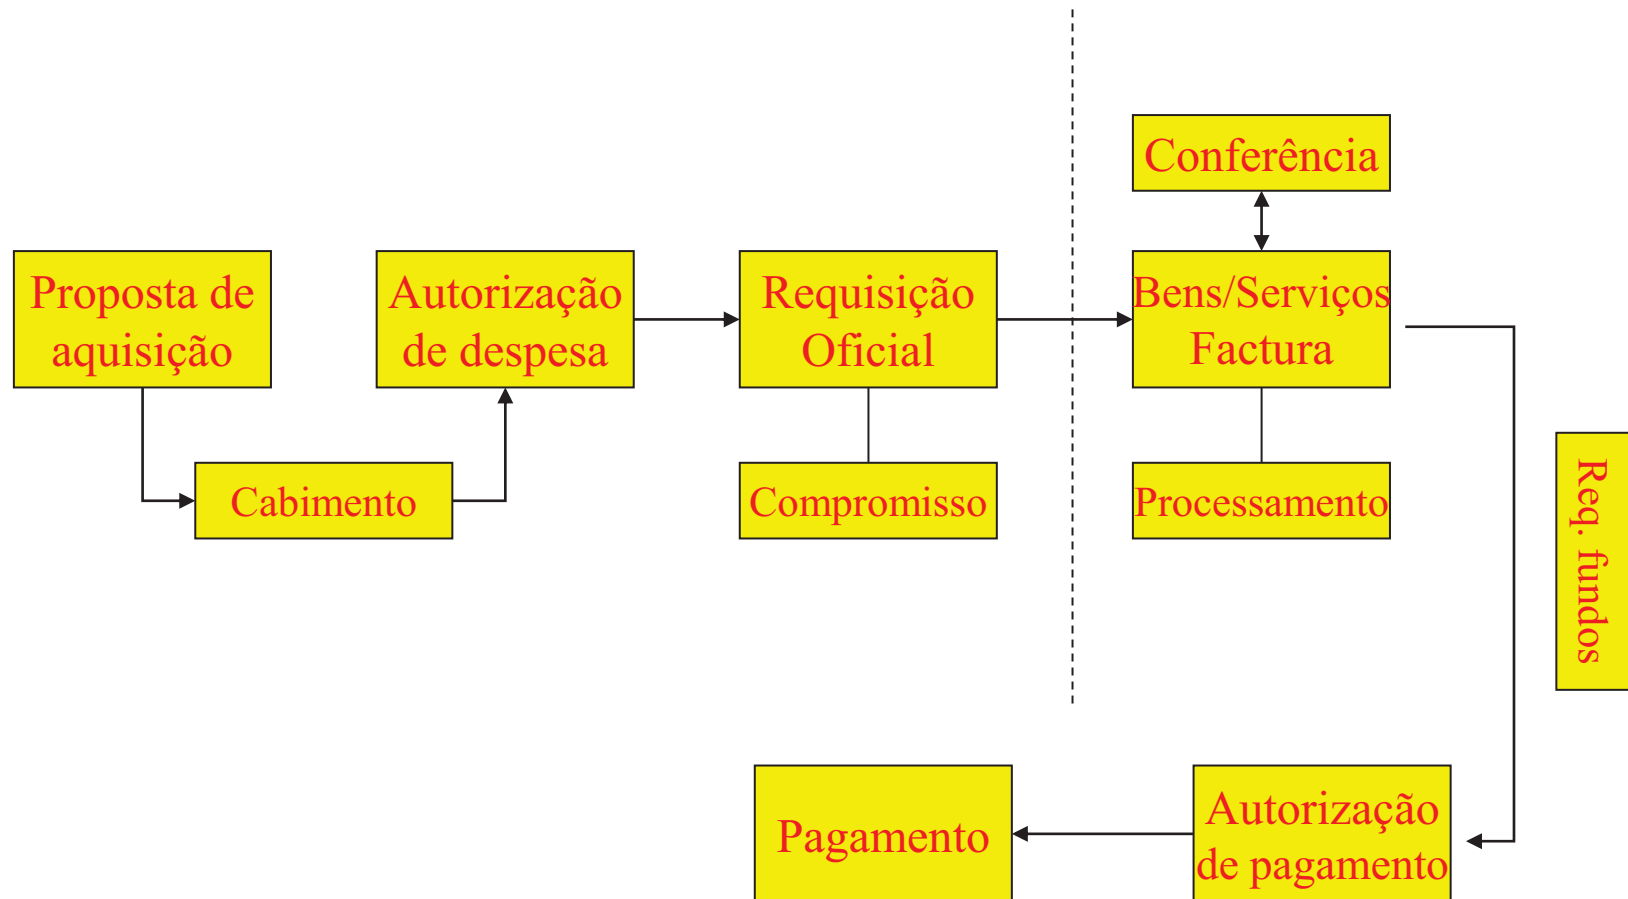 Conferência
Proposta de
aquisição
Autorização
de despesa
Requisição
Oficial
Bens/Serviços
Factura
Cabimento
Compromisso
Processamento
Req. fundos
Pagamento
Autorização
de pagamento